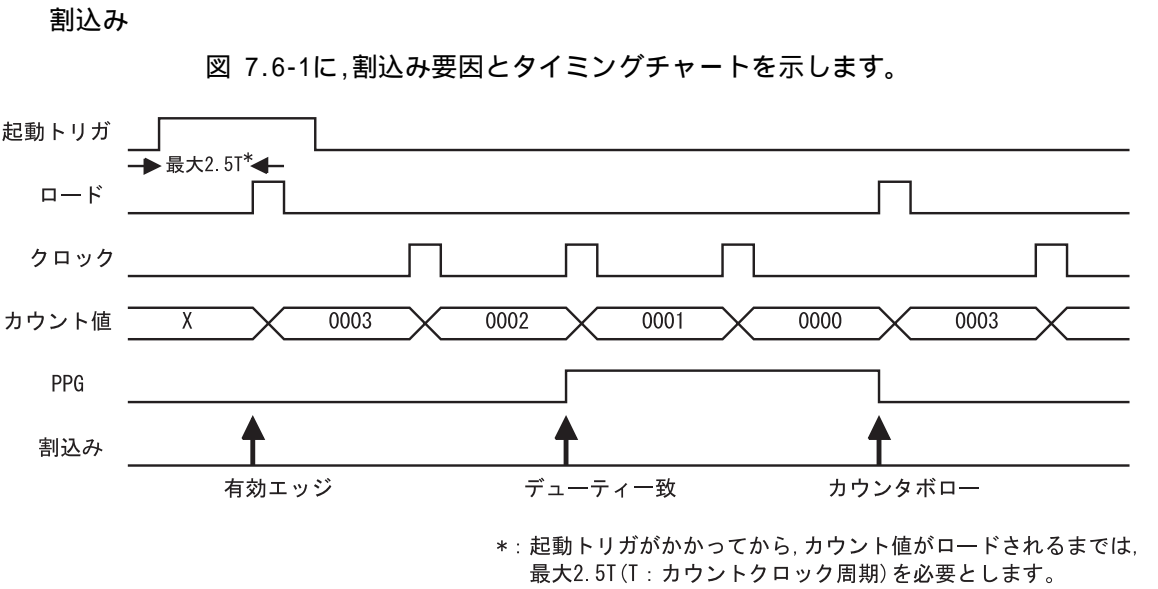 割込み
図 7.6-1に,割込み要因とタイミングチャートを示します。
起動トリガ
最大2.5T*
ロード
クロック
カウント値 X 0003 0002 0001 0000 0003
PPG
割込み
有効エッジ デューティ一致 カウンタボロー
*:起動トリガがかかってから,カウント値がロードされるまでは,
最大2.5T(T:カウントクロック周期)を必要とします。